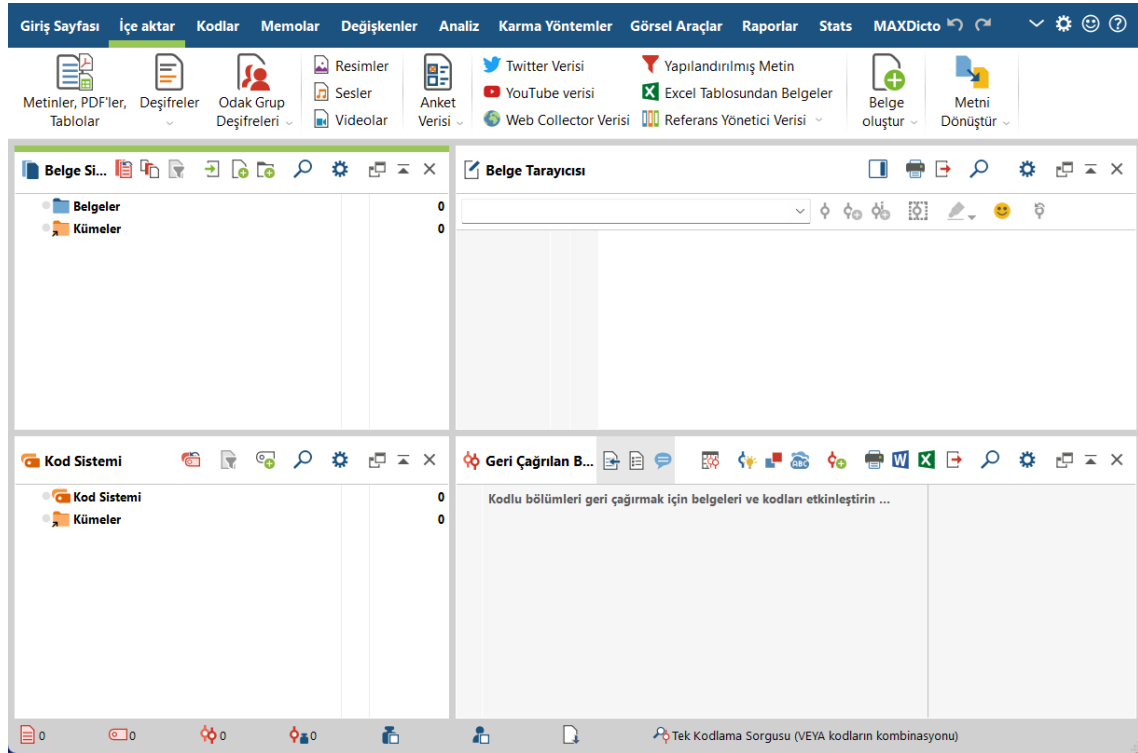 Giriş Sayfası İçe aktar Kodlar Memolar Değişkenler Analiz Karma Yöntemler Görsel Araçlar Raporlar Stats MAXDicto
Metinler, PDF'ler, Tablolar
Deşifreler
Odak Grup Deşifreleri
Resimler
Sesler
Videolar
Anket Verisi
Twitter Verisi
YouTube verisi
Web Collector Verisi
Yapılandırılmış Metin
Excel Tablosundan Belgeler
Referans Yönetici Verisi
Belge oluştur
Metni Dönüştür
Belge Si...
Belgeler 0
Kümeler 0
Belge Tarayıcısı
Kod Sistemi
Kod Sistemi 0
Kümeler 0
Geri Çağrılan B...
Kodlu bölümleri geri çağırmak için belgeleri ve kodları etkinleştirin ...
0 0 0 0 Tek Kodlama Sorgusu (VEYA kodların kombinasyonu)